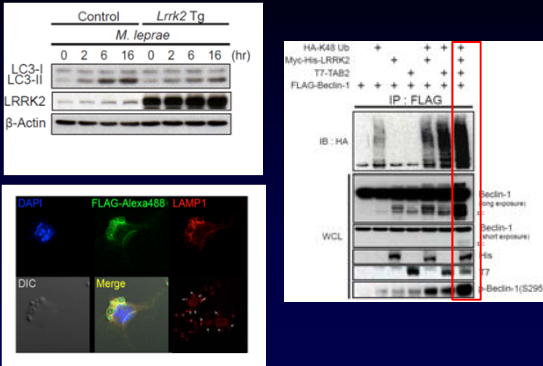 Control Lrrk2 Tg
M. leprae
0 2 6 16 0 2 6 16 (hr)
LC3-I
LC3-II
LRRK2
β-Actin
DAPI FLAG-Alexa488 LAMP1
DIC Merge
HA-K48 Ub + + + +
Myc-His-LRRK2 + + + +
T7-TAB2 + + +
FLAG-Beclin-1 + + + + + + +
IP : FLAG
IB : HA
WCL
Beclin-1
(long exposure)
Beclin-1
(short exposure)
His
T7
p-Beclin-1(S295